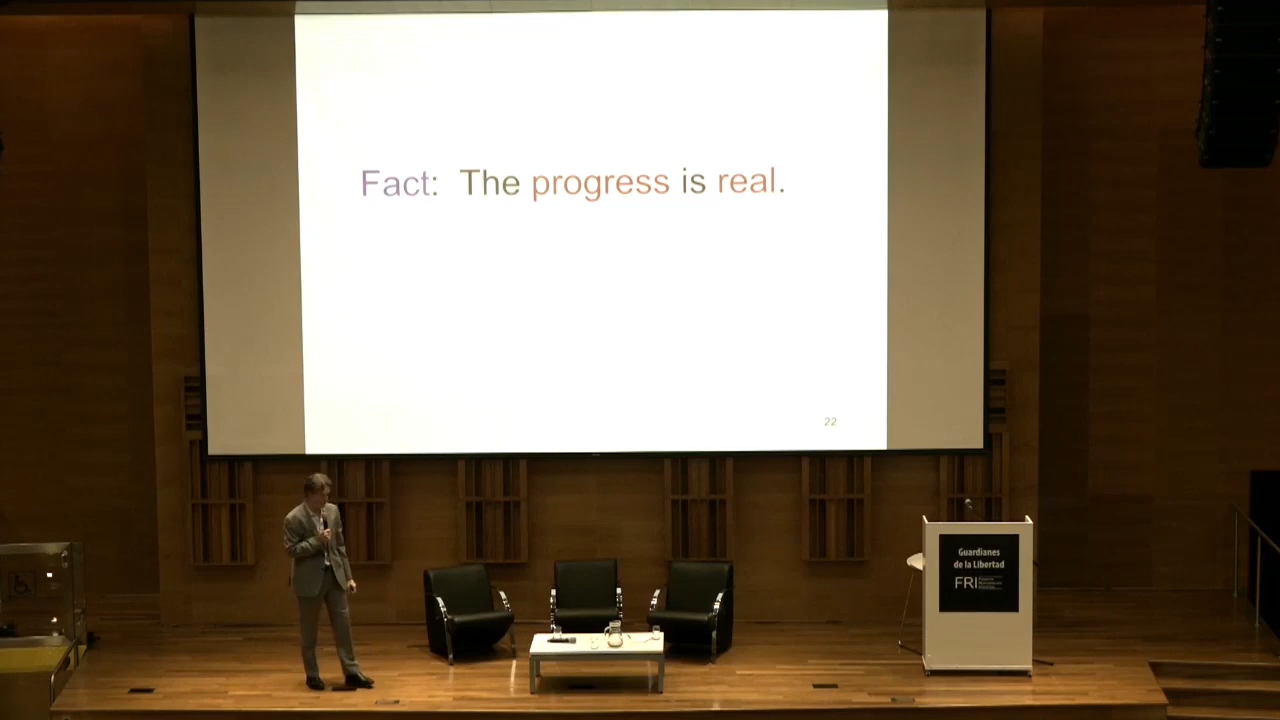 Fact: The progress is real.
22
Guardianes
de la Libertad
FRI